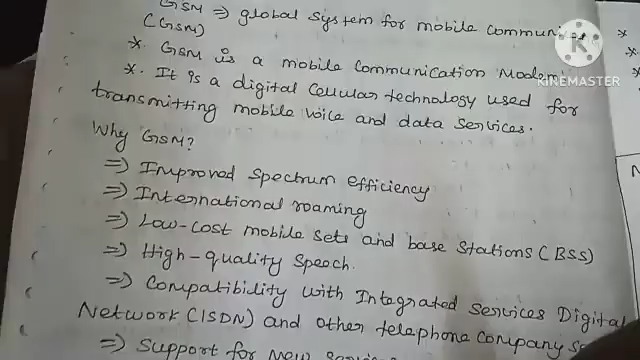 GSM => global system for mobile
(GSM)
* GSM is a mobile communication Modem
* It is a digital cellular technology used for
transmitting mobile voice and data services.
Why GSM?
=> Improved spectrum efficiency
=> International roaming
=> Low-cost mobile sets and base stations (BSS)
=> High-quality speech.
=> Compatibility with Integrated Services Digital
Network (ISDN) and other telephone company
=> Support for New
KINEMASTER